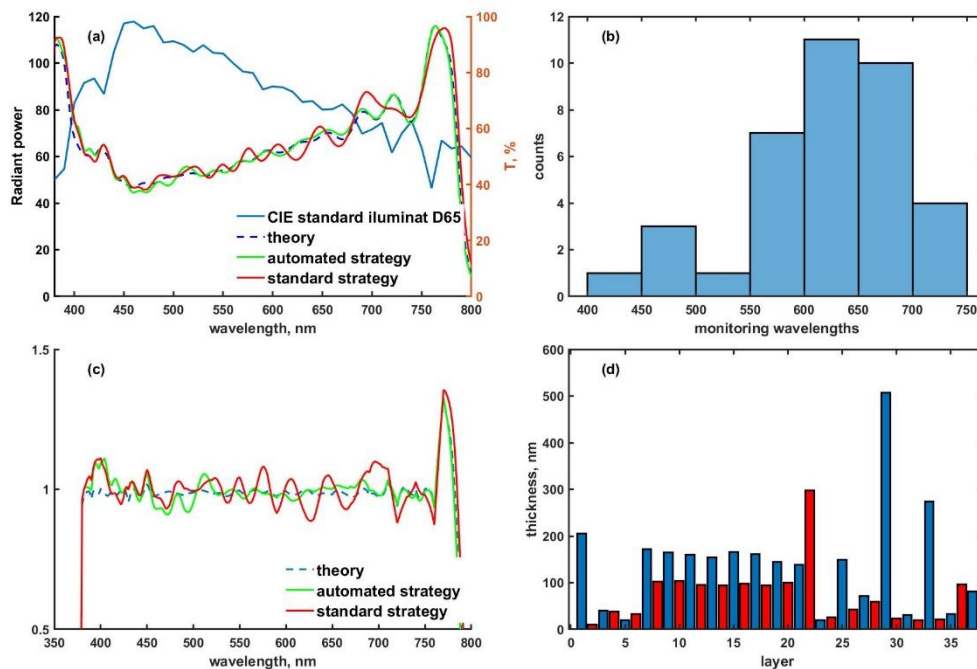 (a)
120
100
80
60
40
20
0
Radiant power
100
80
60
40
20
0
T, %
CIE standard iluminat D65
theory
automated strategy
standard strategy
400 450 500 550 600 650 700 750 800
wavelength, nm
(b)
12
10
8
6
4
2
0
counts
400 450 500 550 600 650 700 750
monitoring wavelengths
(c)
1.5
1
0.5
theory
automated strategy
standard strategy
350 400 450 500 550 600 650 700 750 800
wavelength, nm
(d)
600
500
400
300
200
100
0
thickness, nm
0 5 10 15 20 25 30 35
layer